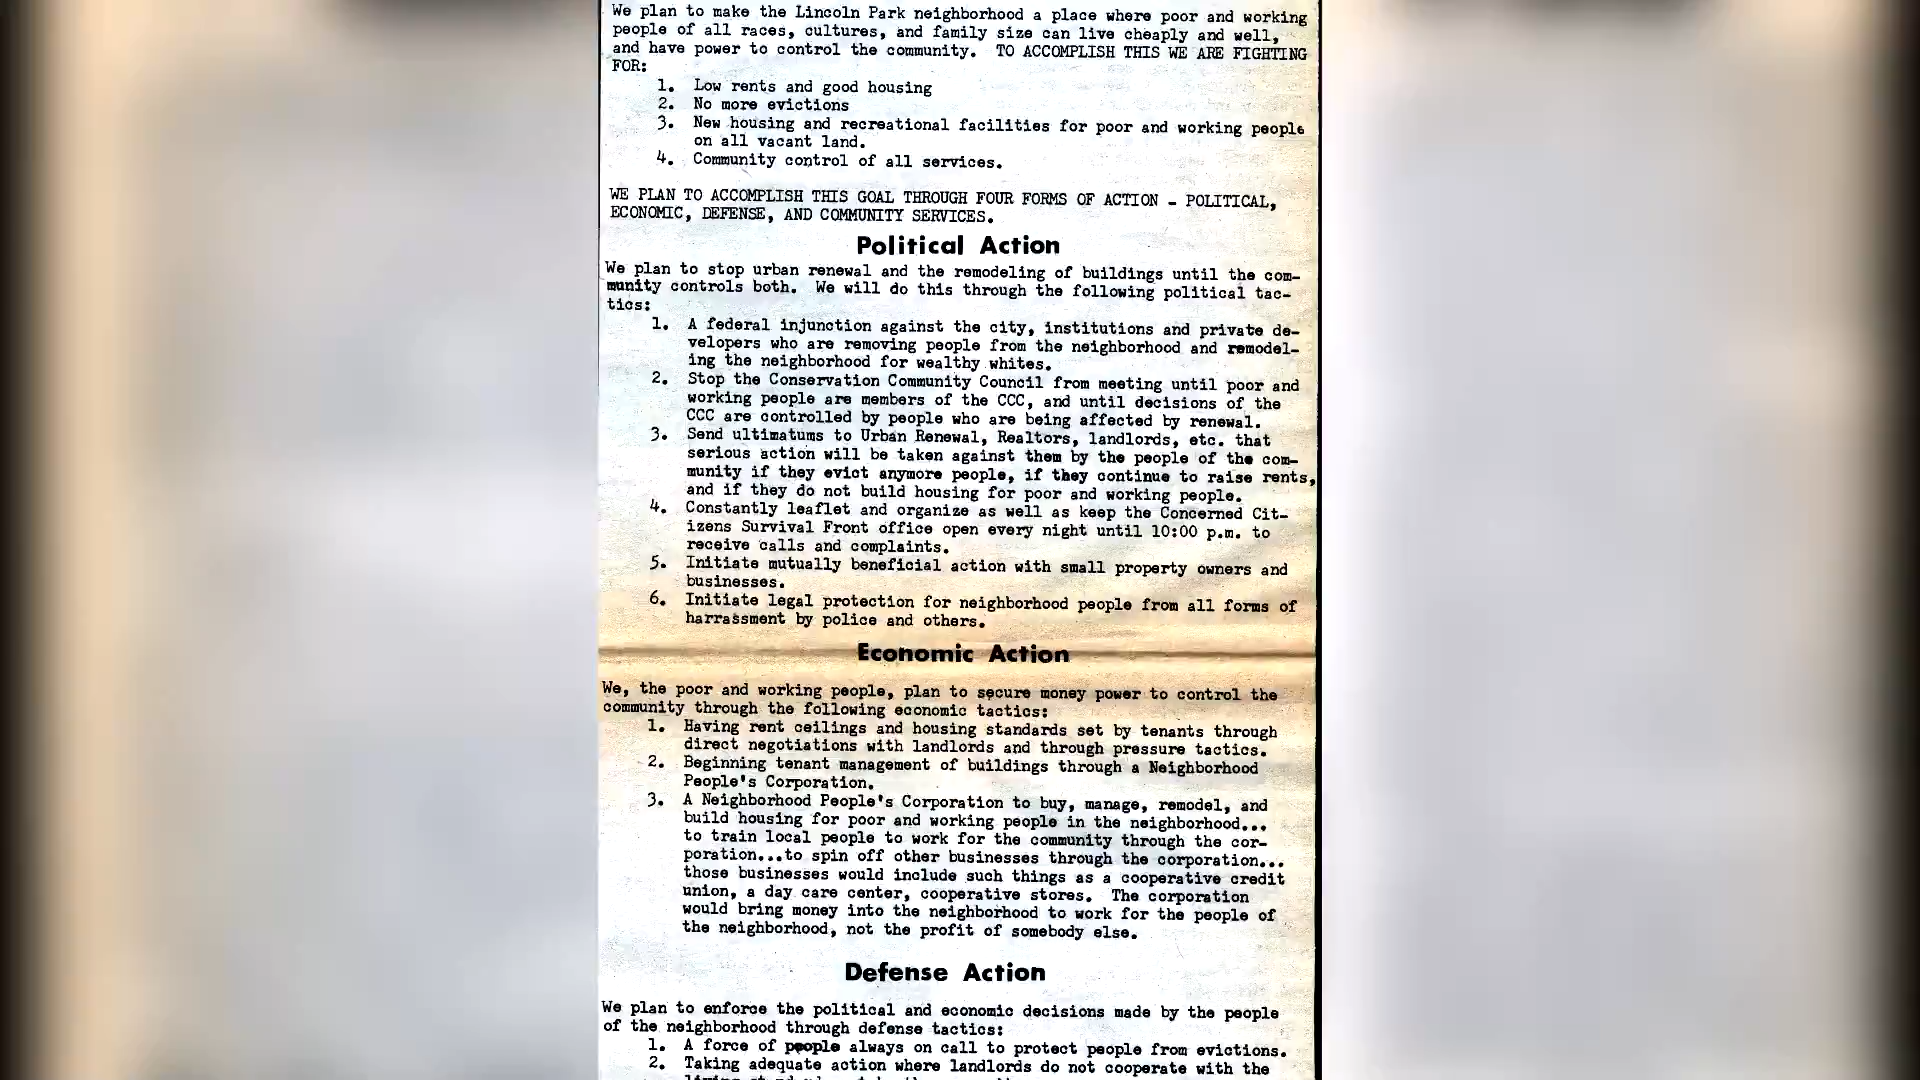 We plan to make the Lincoln Park neighborhood a place where poor and working
people of all races, cultures, and family size can live cheaply and well,
and have power to control the community. TO ACCOMPLISH THIS WE ARE FIGHTING
FOR:
1. Low rents and good housing
2. No more evictions
3. New housing and recreational facilities for poor and working people
on all vacant land.
4. Community control of all services.
WE PLAN TO ACCOMPLISH THIS GOAL THROUGH FOUR FORMS OF ACTION - POLITICAL,
ECONOMIC, DEFENSE, AND COMMUNITY SERVICES.
Political Action
We plan to stop urban renewal and the remodeling of buildings until the com-
munity controls both. We will do this through the following political tac-
tics:
1. A federal injunction against the city, institutions and private de-
velopers who are removing people from the neighborhood and remodel-
ing the neighborhood for wealthy whites.
2. Stop the Conservation Community Council from meeting until poor and
working people are members of the CCC, and until decisions of the
CCC are controlled by people who are being affected by renewal.
3. Send ultimatums to Urban Renewal, Realtors, landlords, etc. that
serious action will be taken against them by the people of the com-
munity if they evict anymore people, if they continue to raise rents,
and if they do not build housing for poor and working people.
4. Constantly leaflet and organize as well as keep the Concerned Cit-
izens Survival Front office open every night until 10:00 p.m. to
receive calls and complaints.
5. Initiate mutually beneficial action with small property owners and
businesses.
6. Initiate legal protection for neighborhood people from all forms of
harrassment by police and others.
Economic Action
We, the poor and working people, plan to secure money power to control the
community through the following economic tactics:
1. Having rent ceilings and housing standards set by tenants through
direct negotiations with landlords and through pressure tactics.
2. Beginning tenant management of buildings through a Neighborhood
People's Corporation.
3. A Neighborhood People's Corporation to buy, manage, remodel, and
build housing for poor and working people in the neighborhood...
to train local people to work for the community through the cor-
poration...to spin off other businesses through the corporation...
those businesses would include such things as a cooperative credit
union, a day care center, cooperative stores. The corporation
would bring money into the neighborhood to work for the people of
the neighborhood, not the profit of somebody else.
Defense Action
We plan to enforce the political and economic decisions made by the people
of the neighborhood through defense tactics:
1. A force of people always on call to protect people from evictions.
2. Taking adequate action where landlords do not cooperate with the